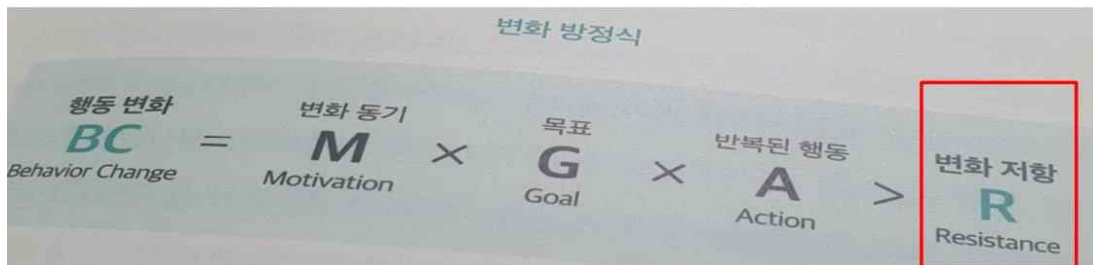 변화 방정식
행동 변화 변화 동기 목표 반복된 행동 변화 저항
BC = M × G × A > R
Behavior Change Motivation Goal Action Resistance